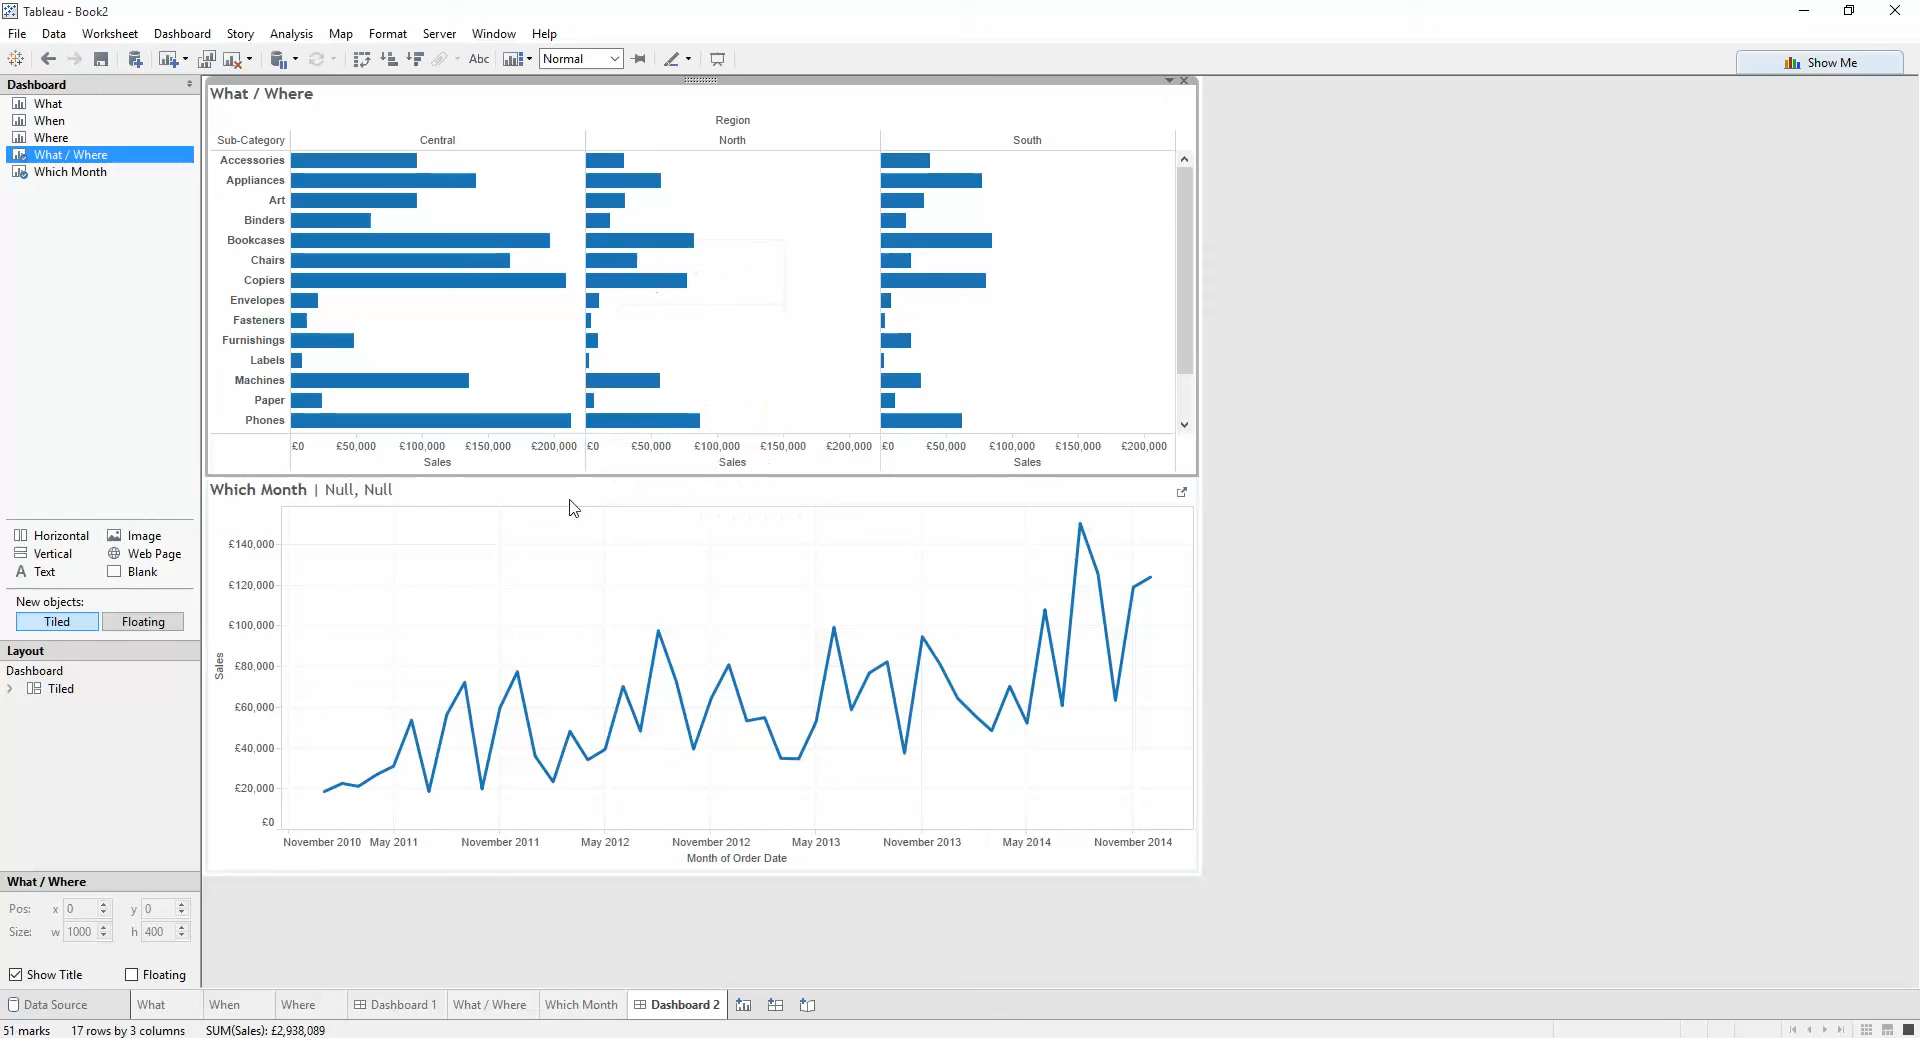 Tableau - Book2
File Data Worksheet Dashboard Story Analysis Map Format Server Window Help
Abc Normal Show Me
Dashboard
What
When
Where
What / Where
Which Month
Horizontal Image
Vertical Web Page
A Text Blank
New objects:
Tiled Floating
Layout
Dashboard
Tiled
What / Where
Pos: x 0 y 0
Size: w 1000 h 400
Show Title Floating
What / Where
Region
Sub-Category Central North South
Accessories
Appliances
Art
Binders
Bookcases
Chairs
Copiers
Envelopes
Fasteners
Furnishings
Labels
Machines
Paper
Phones
£0 £50,000 £100,000 £150,000 £200,000 £0 £50,000 £100,000 £150,000 £200,000 £0 £50,000 £100,000 £150,000 £200,000
Sales Sales Sales
Which Month | Null, Null
£140,000
£120,000
£100,000
£80,000
£60,000
£40,000
£20,000
£0
Sales
November 2010 May 2011 November 2011 May 2012 November 2012 May 2013 November 2013 May 2014 November 2014
Month of Order Date
Data Source What When Where Dashboard 1 What / Where Which Month Dashboard 2
51 marks 17 rows by 3 columns SUM(Sales): £2,938,089